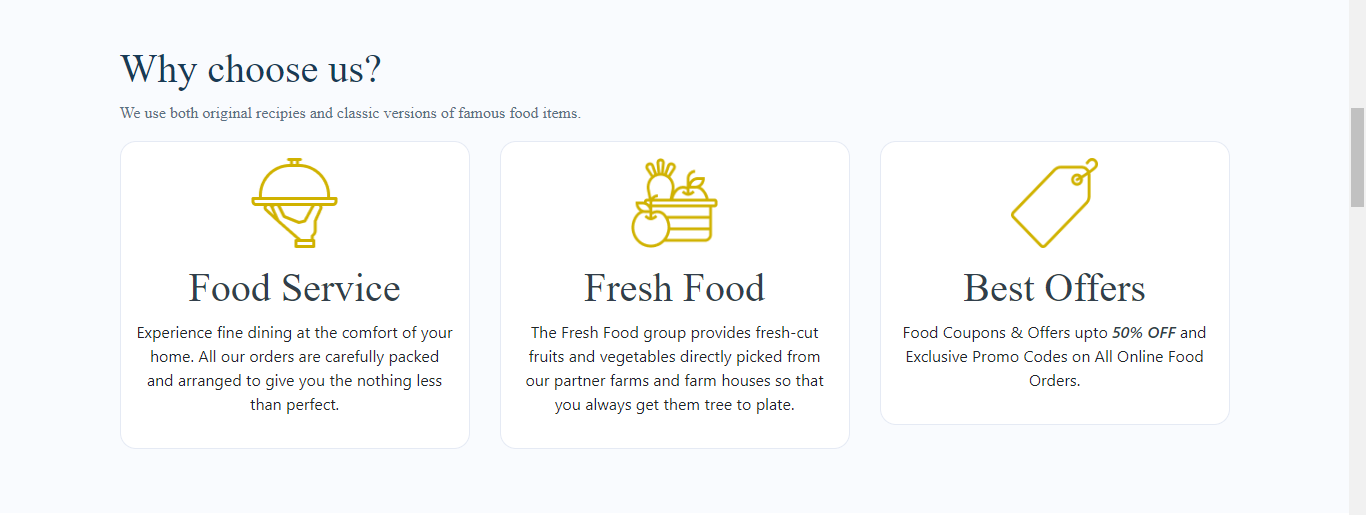 Why choose us?
We use both original recipies and classic versions of famous food items.
Food Service
Experience fine dining at the comfort of your
home. All our orders are carefully packed
and arranged to give you the nothing less
than perfect.
Fresh Food
The Fresh Food group provides fresh-cut
fruits and vegetables directly picked from
our partner farms and farm houses so that
you always get them tree to plate.
Best Offers
Food Coupons & Offers upto 50% OFF and
Exclusive Promo Codes on All Online Food
Orders.